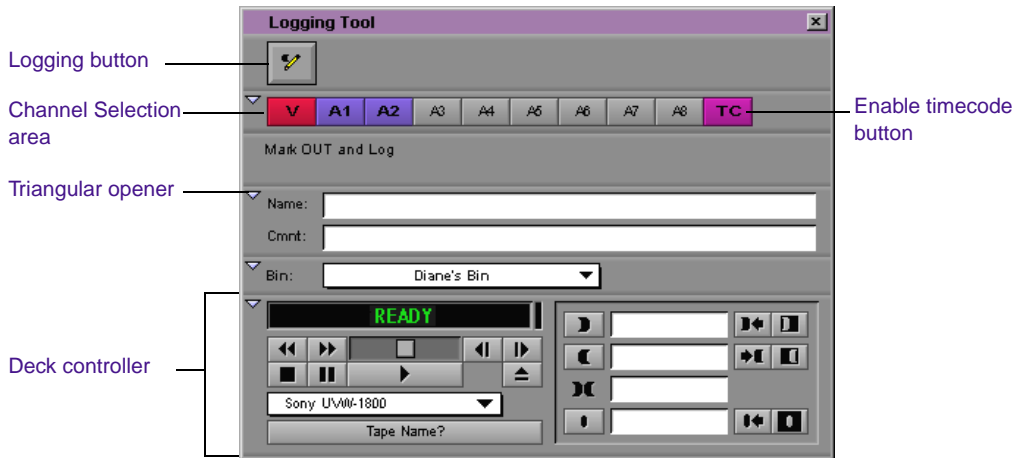 Logging Tool
Logging button
Channel Selection
area
V A1 A2 A3 A4 A5 A6 A7 A8 TC
Enable timecode
button
Mark OUT and Log
Triangular opener
Name:
Cmnt:
Bin: Diane's Bin
READY
Deck controller
Sony UVW-1800
Tape Name?